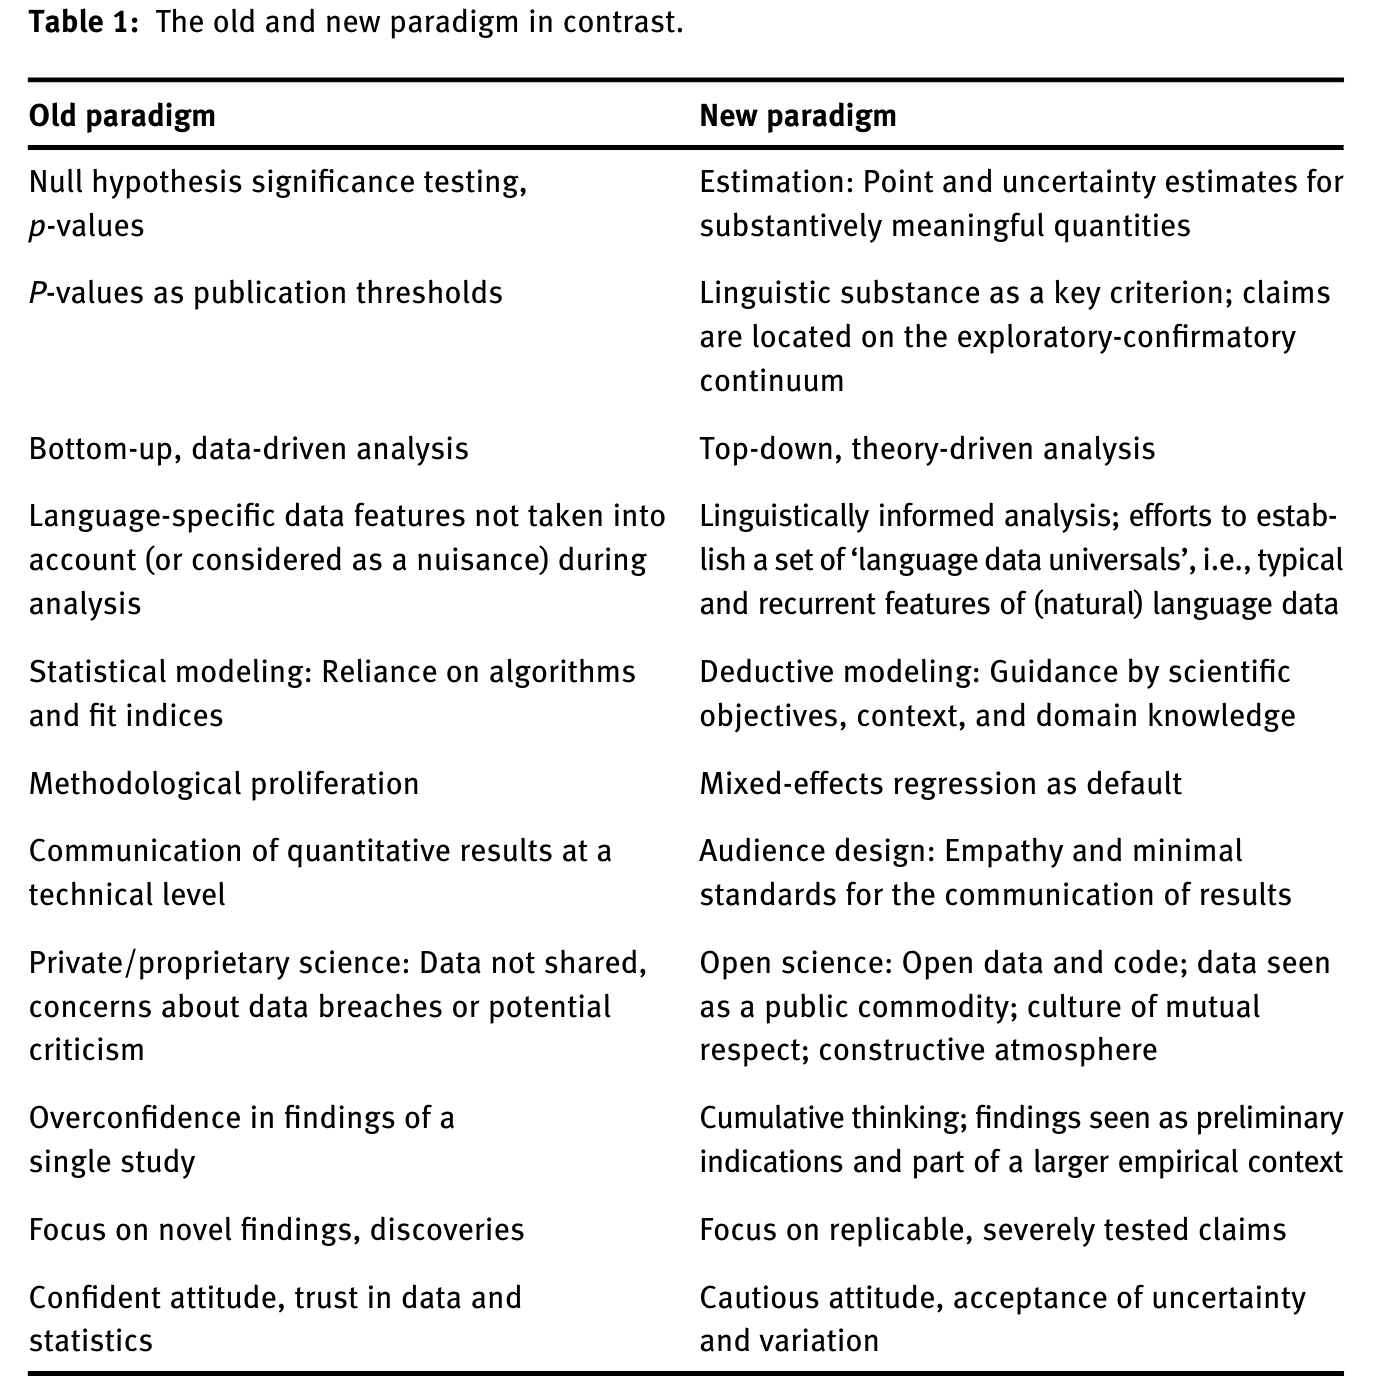 Table 1: The old and new paradigm in contrast.
Old paradigm
New paradigm
Null hypothesis significance testing,
p-values
Estimation: Point and uncertainty estimates for
substantively meaningful quantities
P-values as publication thresholds
Linguistic substance as a key criterion; claims
are located on the exploratory-confirmatory
continuum
Bottom-up, data-driven analysis
Top-down, theory-driven analysis
Language-specific data features not taken into
account (or considered as a nuisance) during
analysis
Linguistically informed analysis; efforts to estab-
lish a set of ‘language data universals’, i.e., typical
and recurrent features of (natural) language data
Statistical modeling: Reliance on algorithms
and fit indices
Deductive modeling: Guidance by scientific
objectives, context, and domain knowledge
Methodological proliferation
Mixed-effects regression as default
Communication of quantitative results at a
technical level
Audience design: Empathy and minimal
standards for the communication of results
Private/proprietary science: Data not shared,
concerns about data breaches or potential
criticism
Open science: Open data and code; data seen
as a public commodity; culture of mutual
respect; constructive atmosphere
Overconfidence in findings of a
single study
Cumulative thinking; findings seen as preliminary
indications and part of a larger empirical context
Focus on novel findings, discoveries
Focus on replicable, severely tested claims
Confident attitude, trust in data and
statistics
Cautious attitude, acceptance of uncertainty
and variation